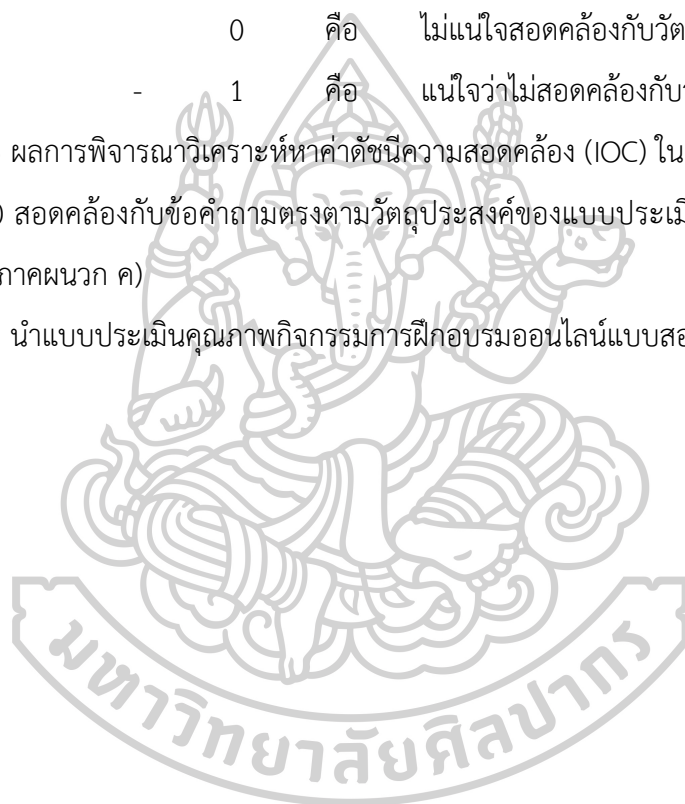 0 คือ ไม่แน่ใจสอดคล้องกับวัต
- 1 คือ แน่ใจว่าไม่สอดคล้องกับ
ผลการพิจารณาวิเคราะห์หาค่าดัชนีความสอดคล้อง (IOC) ใน
) สอดคล้องกับข้อคำถามตรงตามวัตถุประสงค์ของแบบประเมิ
ภาคผนวก ค)
นำแบบประเมินคุณภาพกิจกรรมการฝึกอบรมออนไลน์แบบสอ
มหาวิทยาลัยศิลปากร